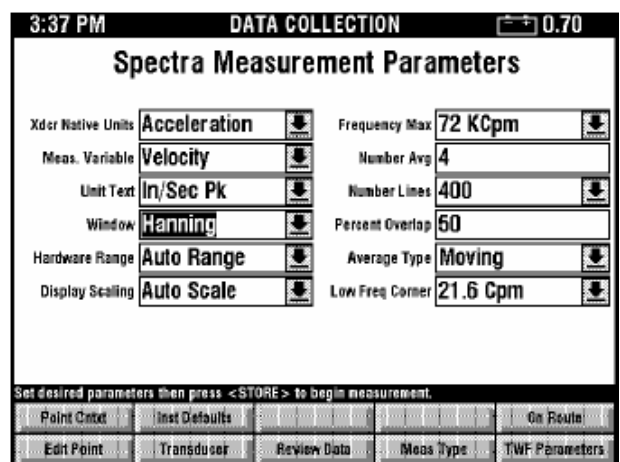 3:37 PM DATA COLLECTION 0.70
Spectra Measurement Parameters
Xdcr Native Units Acceleration Frequency Max 72 KCpm
Meas. Variable Velocity Number Avg 4
Unit Text In/Sec Pk Number Lines 400
Window Hanning Percent Overlap 50
Hardware Range Auto Range Average Type Moving
Display Scaling Auto Scale Low Freq Corner 21.6 Cpm
Set desired parameters then press <STORE> to begin measurement.
Point Cntxt Inst Defaults On Route
Edit Point Transducer Review Data Meas Type TWF Parameters